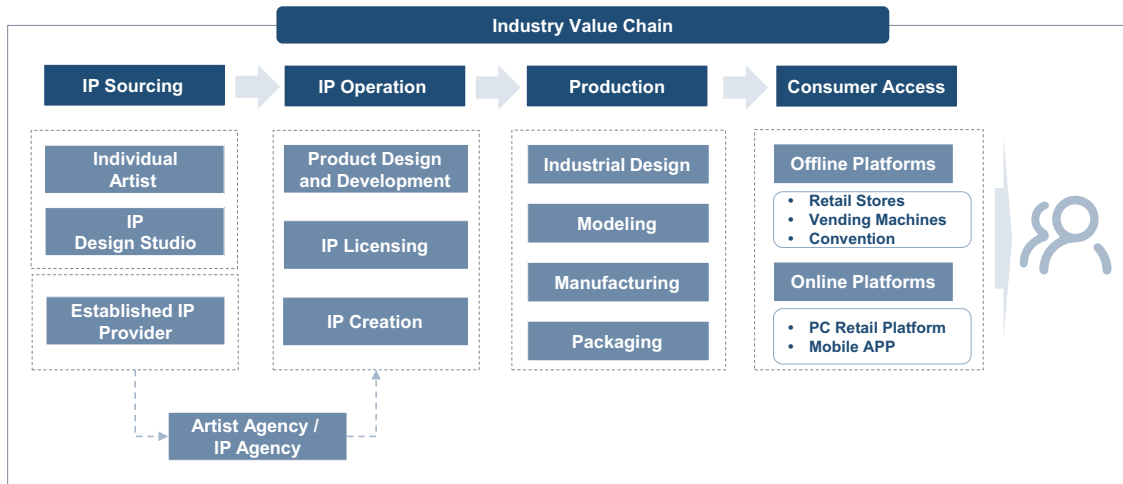 Industry Value Chain
IP Sourcing
IP Operation
Production
Consumer Access
Individual
Artist
IP
Design Studio
Established IP
Provider
Product Design
and Development
IP Licensing
IP Creation
Industrial Design
Modeling
Manufacturing
Packaging
Offline Platforms
• Retail Stores
• Vending Machines
• Convention
Online Platforms
• PC Retail Platform
• Mobile APP
Artist Agency /
IP Agency